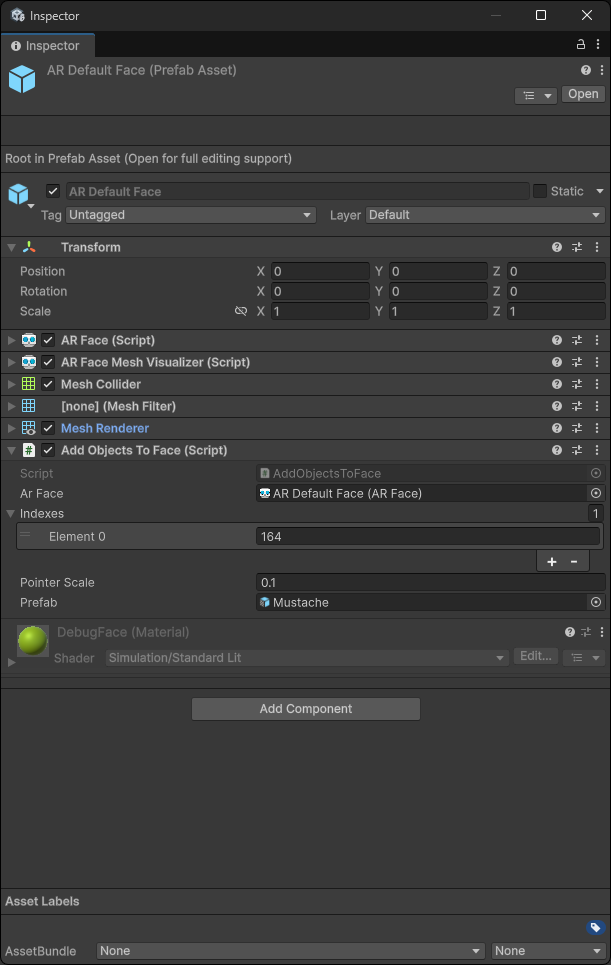 Inspector
Inspector
AR Default Face (Prefab Asset)
Open
Root in Prefab Asset (Open for full editing support)
AR Default Face Static
Tag Untagged Layer Default
Transform
Position X 0 Y 0 Z 0
Rotation X 0 Y 0 Z 0
Scale X 1 Y 1 Z 1
AR Face (Script)
AR Face Mesh Visualizer (Script)
Mesh Collider
[none] (Mesh Filter)
Mesh Renderer
# Add Objects To Face (Script)
Script # AddObjectsToFace
Ar Face AR Default Face (AR Face)
Indexes 1
Element 0 164
+ -
Pointer Scale 0.1
Prefab Mustache
DebugFace (Material)
Shader Simulation/Standard Lit Edit...
Add Component
Asset Labels
AssetBundle None None